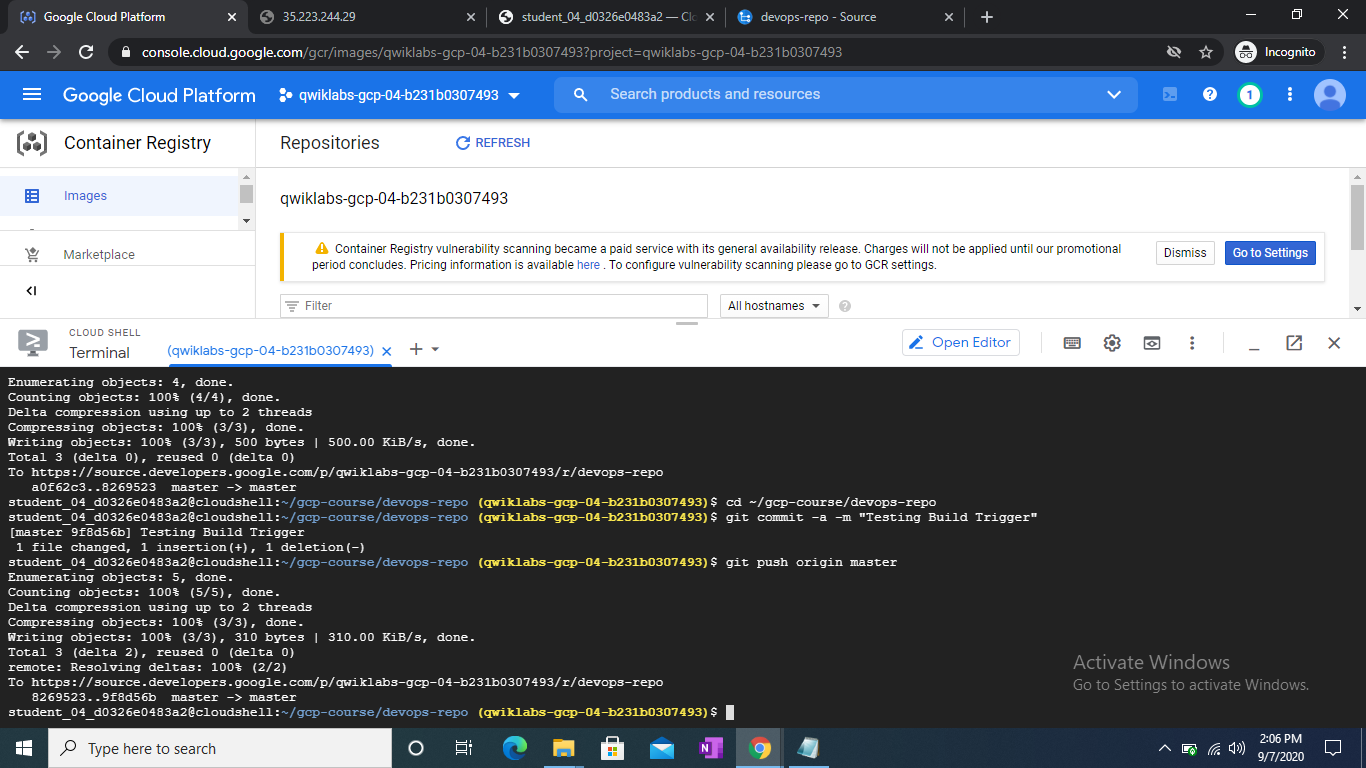 Google Cloud Platform
35.223.244.29
student_04_d0326e0483a2 — Clo
devops-repo - Source
console.cloud.google.com/gcr/images/qwiklabs-gcp-04-b231b0307493?project=qwiklabs-gcp-04-b231b0307493
Incognito
Google Cloud Platform
qwiklabs-gcp-04-b231b0307493
Search products and resources
1
Container Registry
Repositories
REFRESH
Images
Marketplace
qwiklabs-gcp-04-b231b0307493
Container Registry vulnerability scanning became a paid service with its general availability release. Charges will not be applied until our promotional
period concludes. Pricing information is available here . To configure vulnerability scanning please go to GCR settings.
Dismiss
Go to Settings
Filter
All hostnames
CLOUD SHELL
Terminal
(qwiklabs-gcp-04-b231b0307493)
Open Editor
Enumerating objects: 4, done.
Counting objects: 100% (4/4), done.
Delta compression using up to 2 threads
Compressing objects: 100% (3/3), done.
Writing objects: 100% (3/3), 500 bytes | 500.00 KiB/s, done.
Total 3 (delta 0), reused 0 (delta 0)
To https://source.developers.google.com/p/qwiklabs-gcp-04-b231b0307493/r/devops-repo
a0f62c3..8269523  master -> master
student_04_d0326e0483a2@cloudshell:~/gcp-course/devops-repo (qwiklabs-gcp-04-b231b0307493)$ cd ~/gcp-course/devops-repo
student_04_d0326e0483a2@cloudshell:~/gcp-course/devops-repo (qwiklabs-gcp-04-b231b0307493)$ git commit -a -m "Testing Build Trigger"
[master 9f8d56b] Testing Build Trigger
1 file changed, 1 insertion(+), 1 deletion(-)
student_04_d0326e0483a2@cloudshell:~/gcp-course/devops-repo (qwiklabs-gcp-04-b231b0307493)$ git push origin master
Enumerating objects: 5, done.
Counting objects: 100% (5/5), done.
Delta compression using up to 2 threads
Compressing objects: 100% (3/3), done.
Writing objects: 100% (3/3), 310 bytes | 310.00 KiB/s, done.
Total 3 (delta 2), reused 0 (delta 0)
remote: Resolving deltas: 100% (2/2)
To https://source.developers.google.com/p/qwiklabs-gcp-04-b231b0307493/r/devops-repo
8269523..9f8d56b  master -> master
student_04_d0326e0483a2@cloudshell:~/gcp-course/devops-repo (qwiklabs-gcp-04-b231b0307493)$
Activate Windows
Go to Settings to activate Windows.
Type here to search
2:06 PM
9/7/2020